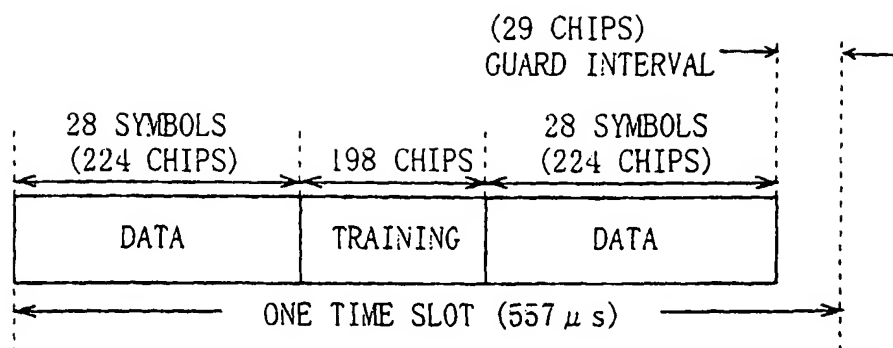 (29 CHIPS)
GUARD INTERVAL
28 SYMBOLS
(224 CHIPS)
198 CHIPS
28 SYMBOLS
(224 CHIPS)
DATA
TRAINING
DATA
ONE TIME SLOT (557 μs)